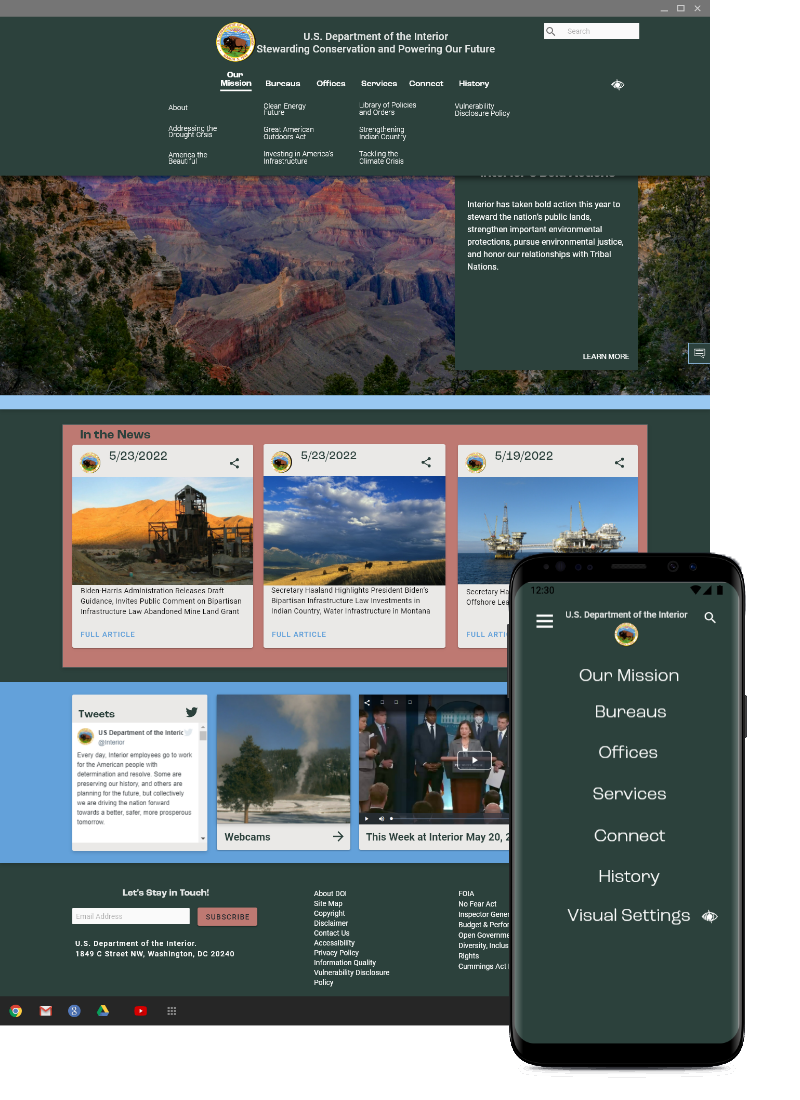 U.S. Department of the Interior
Stewarding Conservation and Powering Our Future
Search
Our
Mission
Bureaus
Offices
Services
Connect
History
About
Addressing the
Drought Crisis
America the
Beautiful
Clean Energy
Future
Great American
Outdoors Act
Investing in America's
Infrastructure
Library of Policies
and Orders
Strengthening
Indian Country
Tackling the
Climate Crisis
Vulnerability
Disclosure Policy
Interior has taken bold action this year to
steward the nation's public lands,
strengthen important environmental
protections, pursue environmental justice,
and honor our relationships with Tribal
Nations.
LEARN MORE
In the News
5/23/2022
Biden-Harris Administration Releases Draft
Guidance, Invites Public Comment on Bipartisan
Infrastructure Law Abandoned Mine Land Grant
FULL ARTICLE
5/23/2022
Secretary Haaland Highlights President Biden's
Bipartisan Infrastructure Law Investments in
Indian Country, Water Infrastructure in Montana
FULL ARTICLE
5/19/2022
Secretary Ha
Offshore Lea
FULL ARTI
Tweets
US Department of the Interior
@Interior
Every day, Interior employees go to work
for the American people with
determination and resolve. Some are
preserving our history, and others are
planning for the future, but collectively
we are driving the nation forward
towards a better, safer, more prosperous
tomorrow.
Webcams
This Week at Interior May 20, 2
Let's Stay in Touch!
Email Address
SUBSCRIBE
U.S. Department of the Interior.
1849 C Street NW, Washington, DC 20240
About DOI
Site Map
Copyright
Disclaimer
Contact Us
Accessibility
Privacy Policy
Information Quality
Vulnerability Disclosure
Policy
FOIA
No Fear Act
Inspector Gener
Budget & Perfor
Open Governme
Diversity, Inclus
Rights
Cummings Act
12:30
U.S. Department of the Interior
Our Mission
Bureaus
Offices
Services
Connect
History
Visual Settings